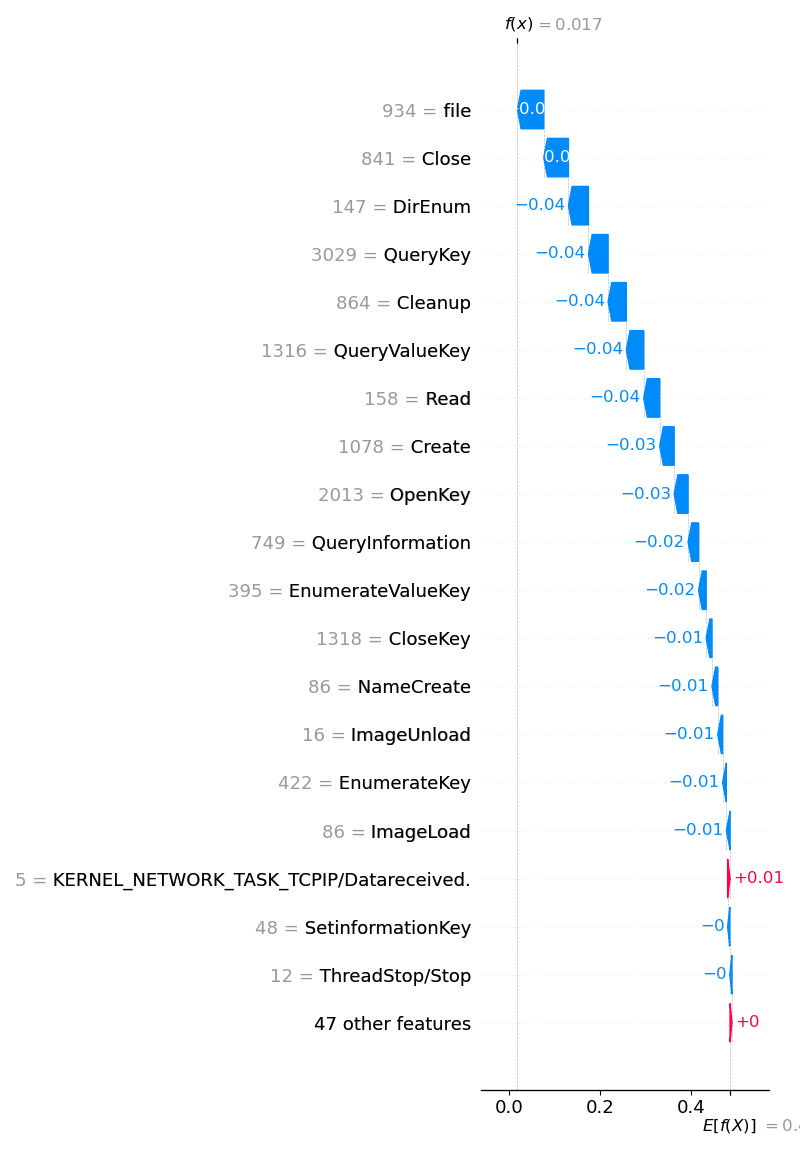 f(x) = 0.017
934 = file
841 = Close
147 = DirEnum
−0.04
3029 = QueryKey
−0.04
864 = Cleanup
−0.04
1316 = QueryValueKey
−0.04
158 = Read
−0.04
1078 = Create
−0.03
2013 = OpenKey
−0.03
749 = QueryInformation
−0.02
395 = EnumerateValueKey
−0.02
1318 = CloseKey
−0.01
86 = NameCreate
−0.01
16 = ImageUnload
−0.01
422 = EnumerateKey
−0.01
86 = ImageLoad
−0.01
5 = KERNEL_NETWORK_TASK_TCPIP/Datareceived.
+0.01
48 = SetinformationKey
−0
12 = ThreadStop/Stop
−0
47 other features
+0
0.0 0.2 0.4
E[f(X)] =